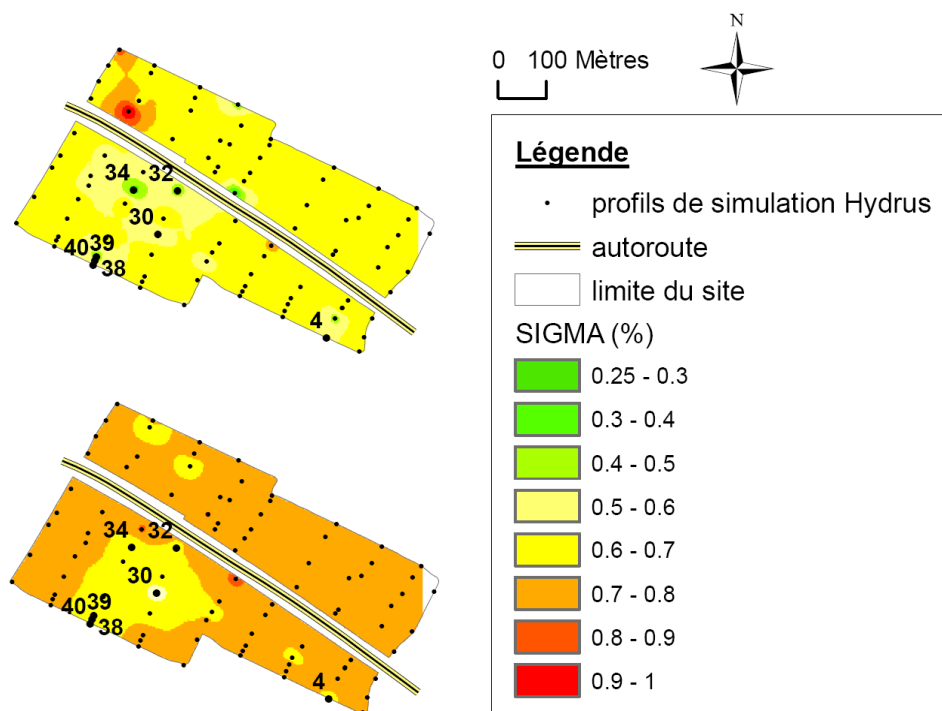 N
0 100 Mètres
Légende
profils de simulation Hydrus
autoroute
limite du site
SIGMA (%)
0.25 - 0.3
0.3 - 0.4
0.4 - 0.5
0.5 - 0.6
0.6 - 0.7
0.7 - 0.8
0.8 - 0.9
0.9 - 1
34 32
30
40 39
38
4
34 32
30
40 39
38
4